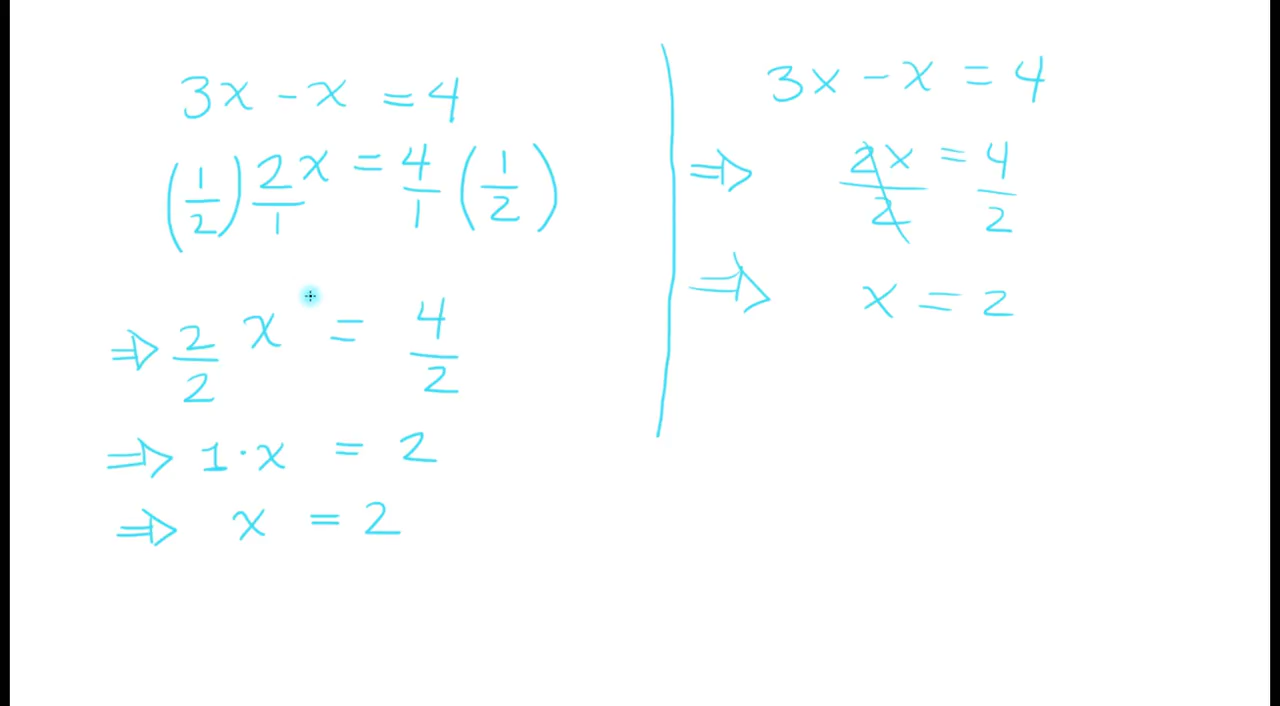 3x - x = 4
(1/2) 2x/1 = 4/1 (1/2)
⇒ 2/2 x = 4/2
⇒ 1·x = 2
⇒ x = 2
3x - x = 4
⇒ 2x/2 = 4/2
⇒ x = 2